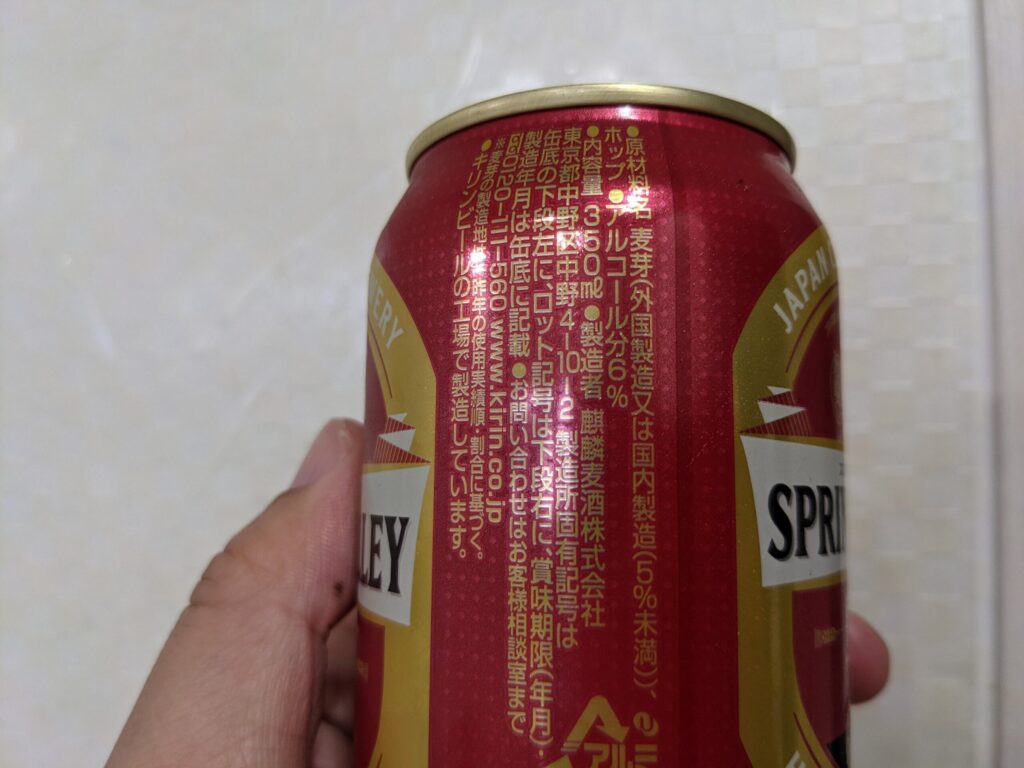 ●原材料名 麦芽(外国製造又は国内製造(5%未満))、
ホップ ●アルコール分6%
●内容量 350ml ●製造者 麒麟麦酒株式会社
東京都中野区中野4-10-2 製造所固有記号は
缶底の下段左に、ロット記号は下段右に、賞味期限(年月)・
製造年月は缶底に記載 ●お問い合わせはお客様相談室まで
0120-111-560 www.kirin.co.jp
※麦芽の製造地は、昨年の使用実績順・割合に基づく。
●キリンビールの工場で製造しています。
アル
ERY
LEY
JAPAN
SPRI